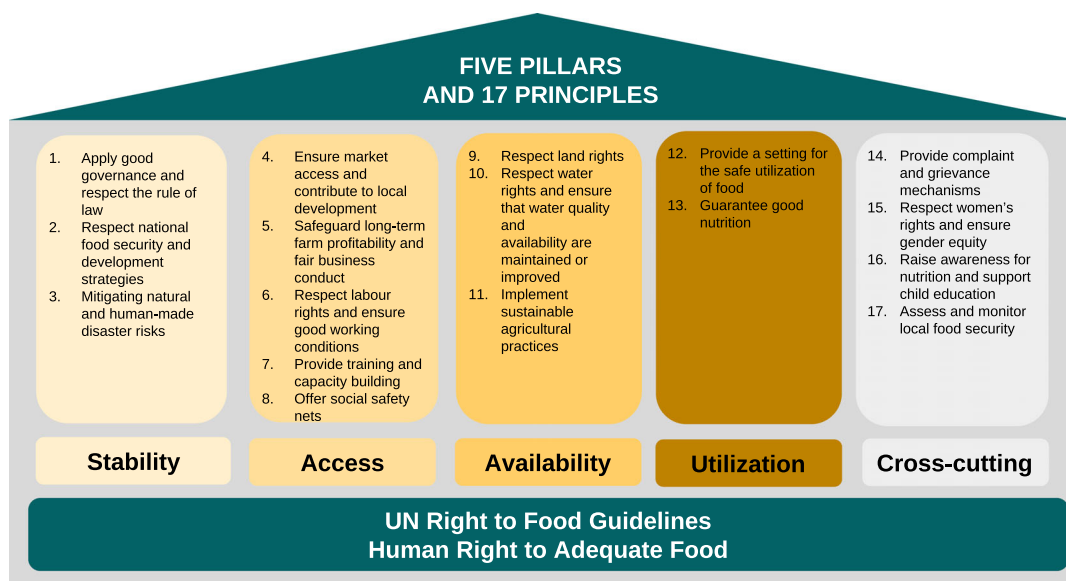 FIVE PILLARS
AND 17 PRINCIPLES
1. Apply good
governance and
respect the rule of
law
2. Respect national
food security and
development
strategies
3. Mitigating natural
and human-made
disaster risks
4. Ensure market
access and
contribute to local
development
5. Safeguard long-term
farm profitability and
fair business
conduct
6. Respect labour
rights and ensure
good working
conditions
7. Provide training and
capacity building
8. Offer social safety
nets
9. Respect land rights
10. Respect water
rights and ensure
that water quality
and
availability are
maintained or
improved
11. Implement
sustainable
agricultural
practices
12. Provide a setting for
the safe utilization
of food
13. Guarantee good
nutrition
14. Provide complaint
and grievance
mechanisms
15. Respect women’s
rights and ensure
gender equity
16. Raise awareness for
nutrition and support
child education
17. Assess and monitor
local food security
Stability
Access
Availability
Utilization
Cross-cutting
UN Right to Food Guidelines
Human Right to Adequate Food